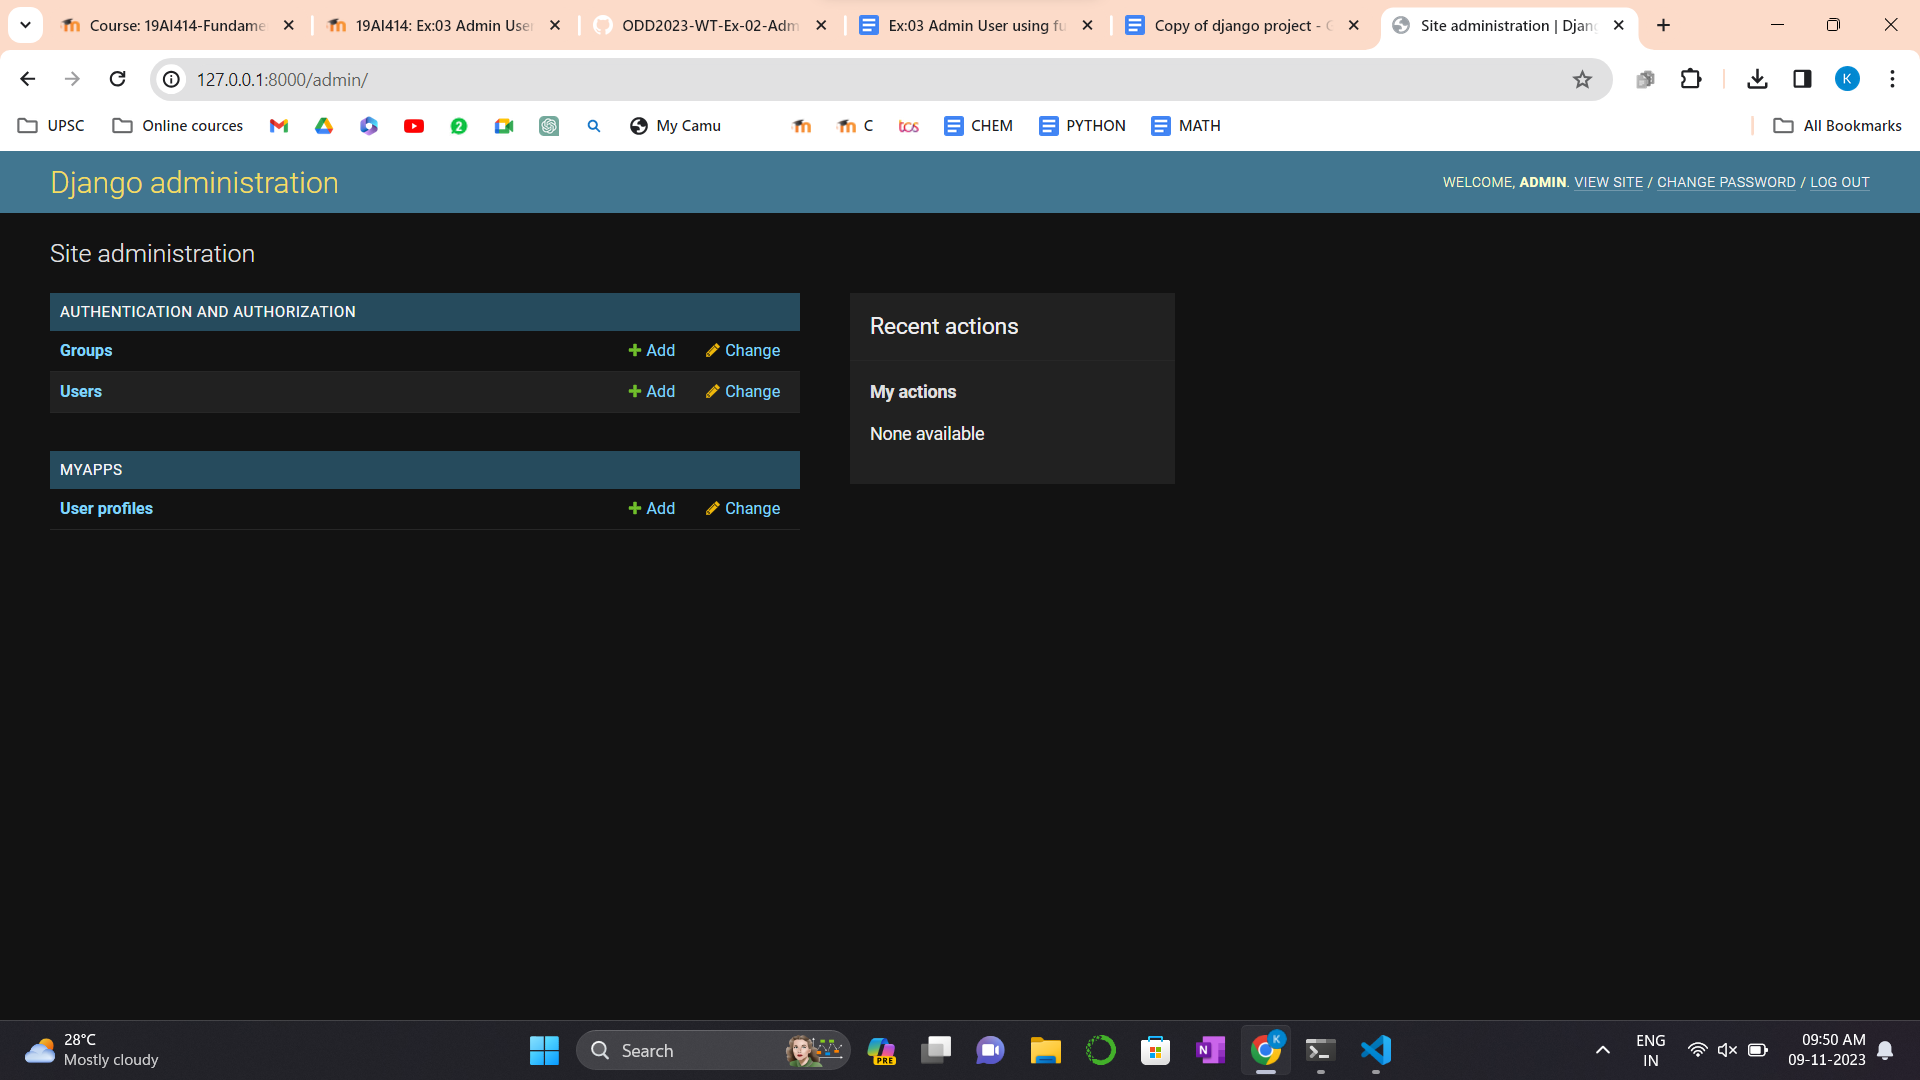 Course: 19AI414-Fundame
19AI414: Ex:03 Admin User
ODD2023-WT-Ex-02-Adm
Ex:03 Admin User using fu
Copy of django project - G
Site administration | Djang
127.0.0.1:8000/admin/
K
UPSC
Online cources
2
My Camu
C
tcs
CHEM
PYTHON
MATH
All Bookmarks
Django administration
WELCOME, ADMIN. VIEW SITE / CHANGE PASSWORD / LOG OUT
Site administration
AUTHENTICATION AND AUTHORIZATION
Groups Add Change
Users Add Change
MYAPPS
User profiles Add Change
Recent actions
My actions
None available
28°C
Mostly cloudy
Search
PRE
N
K
ENG
IN
09:50 AM
09-11-2023